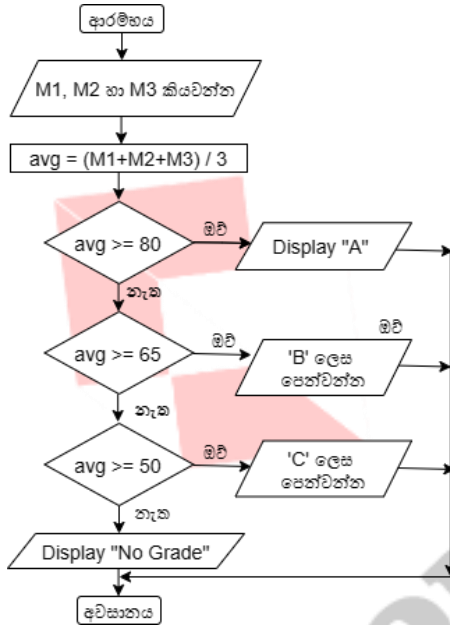 ආරම්භය
M1, M2 හා M3 කියවන්න
avg = (M1+M2+M3) / 3
avg >= 80
ඔව්
Display "A"
නැත
avg >= 65
ඔව්
'B' ලෙස
පෙන්වන්න
ඔව්
නැත
avg >= 50
ඔව්
'C' ලෙස
පෙන්වන්න
නැත
Display "No Grade"
අවසානය